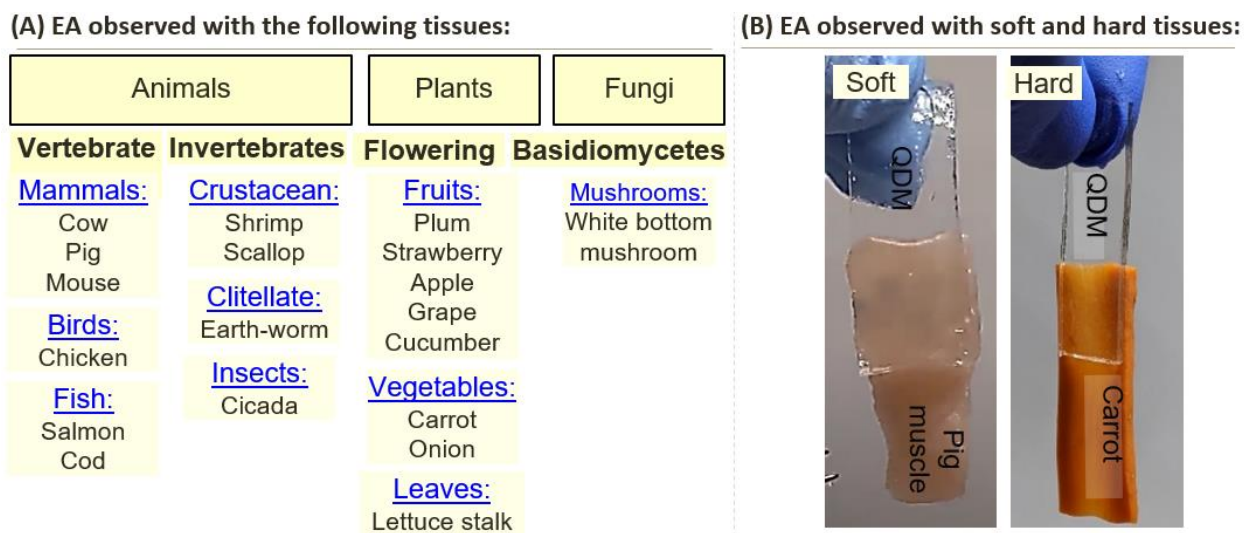 (A) EA observed with the following tissues:
Animals
Plants
Fungi
Vertebrate
Invertebrates
Flowering
Basidiomycetes
Mammals:
Cow
Pig
Mouse
Birds:
Chicken
Fish:
Salmon
Cod
Crustacean:
Shrimp
Scallop
Clitellate:
Earth-worm
Insects:
Cicada
Fruits:
Plum
Strawberry
Apple
Grape
Cucumber
Vegetables:
Carrot
Onion
Leaves:
Lettuce stalk
Mushrooms:
White bottom
mushroom
(B) EA observed with soft and hard tissues:
Soft
QDM
Pig
muscle
Hard
QDM
Carrot